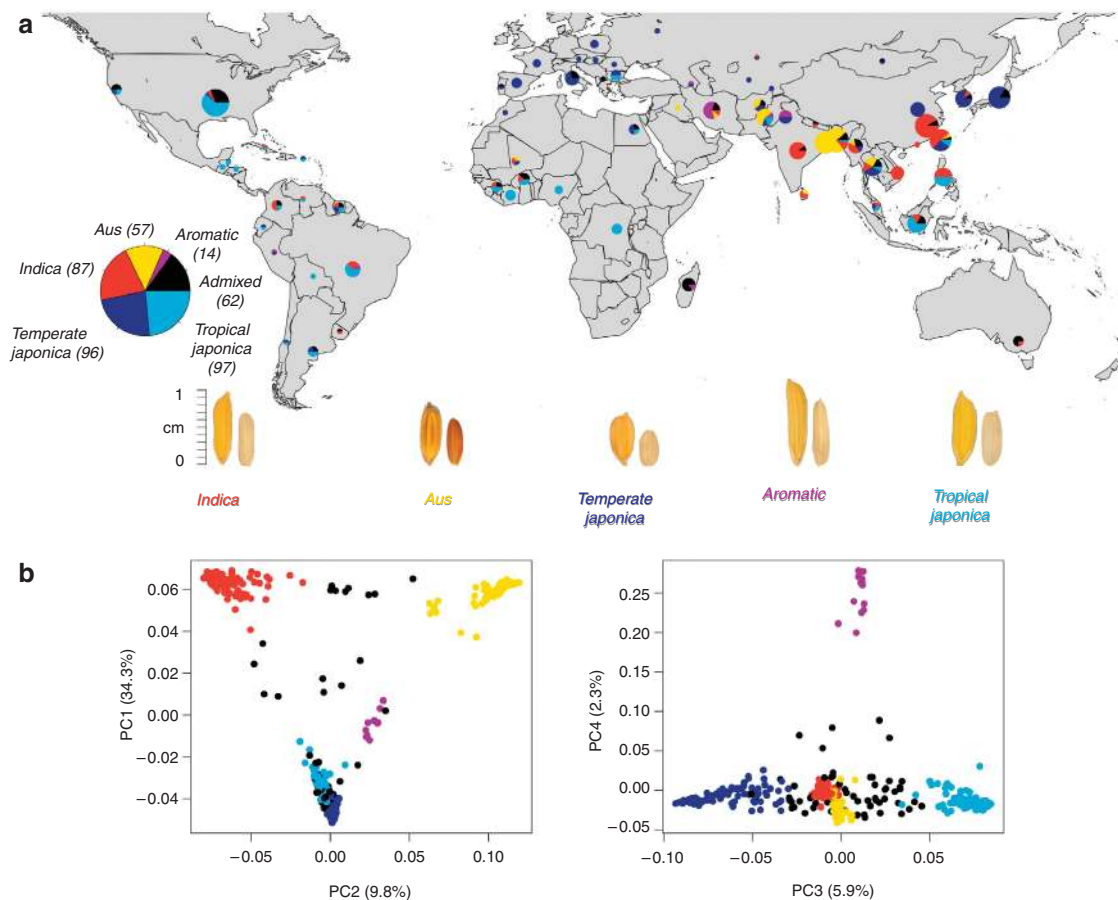 a
Aus (57)
Aromatic
(14)
Indica (87)
Admixed
(62)
Temperate
japonica (96)
Tropical
japonica
(97)
1
cm
0
Indica
Aus
Temperate
japonica
Aromatic
Tropical
japonica
b
0.06
0.04
0.02
0.00
−0.02
−0.04
PC1 (34.3%)
−0.05
0.00
0.05
0.10
PC2 (9.8%)
0.25
0.20
0.15
0.10
0.05
0.00
−0.05
PC4 (2.3%)
−0.10
−0.05
0.00
0.05
PC3 (5.9%)